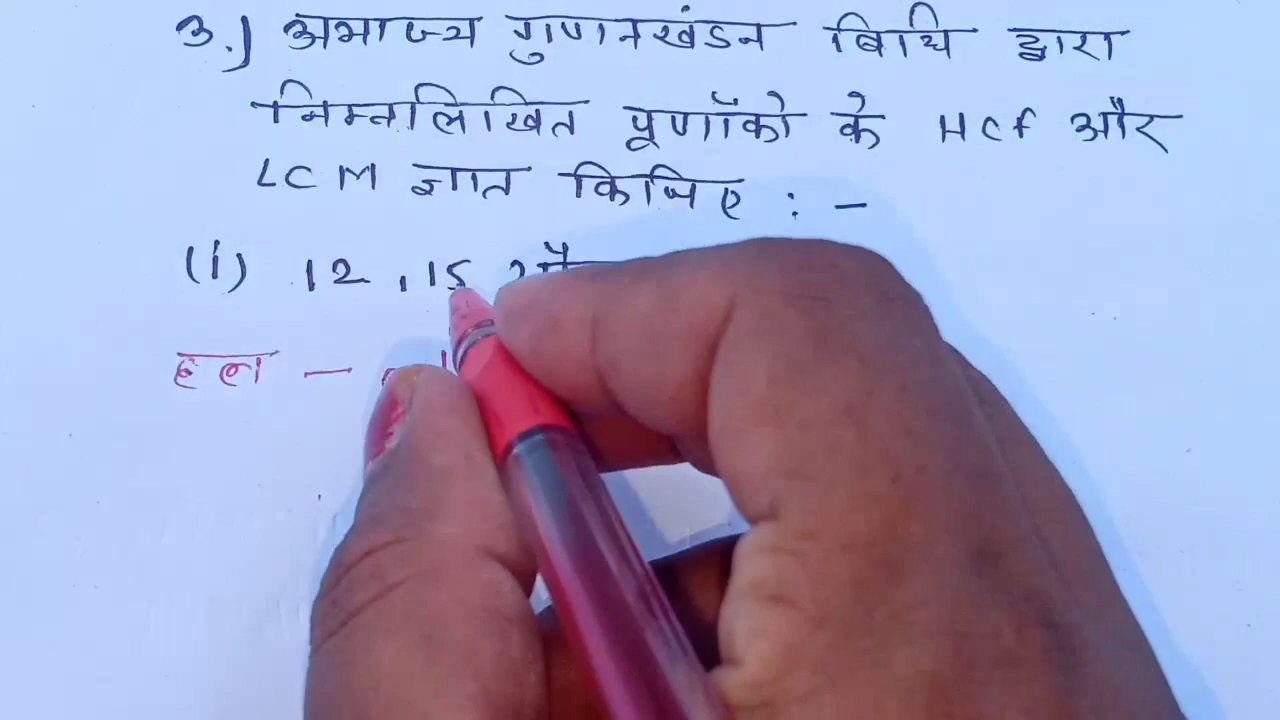 3.) अभाज्य गुणनखंडन बिधि द्वारा
निम्नलिखित पूर्णांको के HCf और
LCM ज्ञात किजिए : -
(i) 12 , 15
हल -